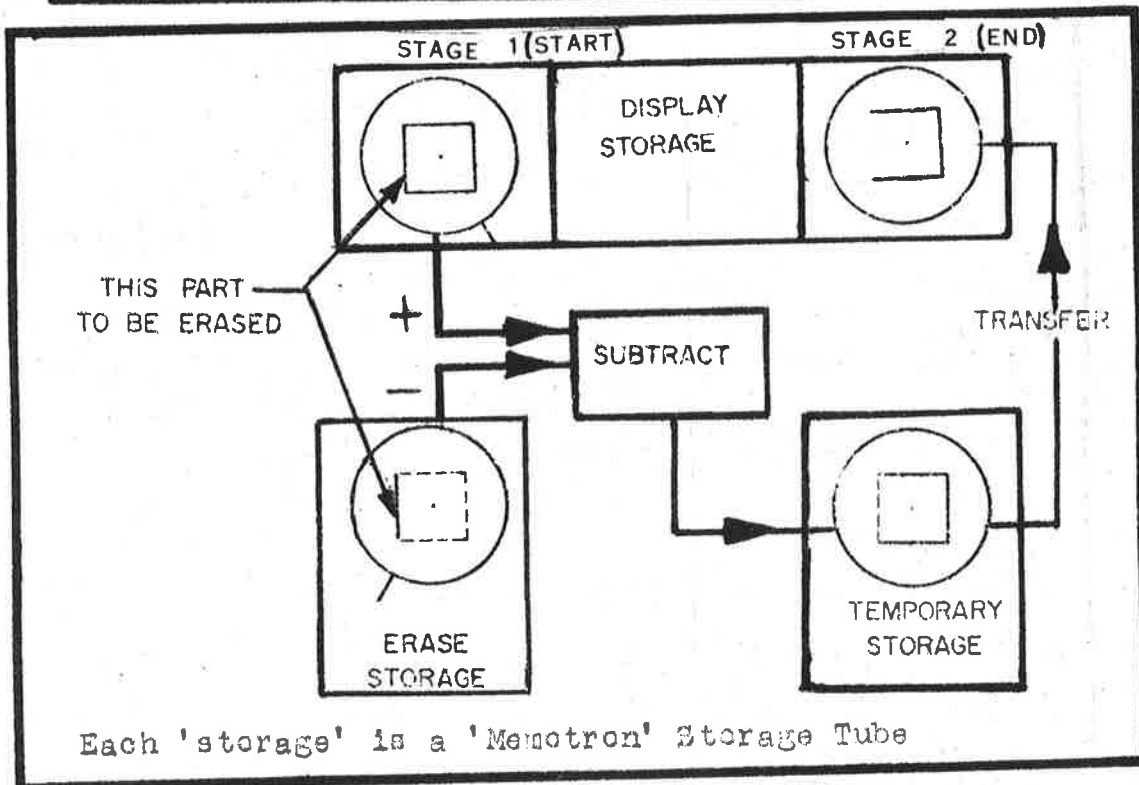 STAGE 1 (START)
STAGE 2 (END)
DISPLAY
STORAGE
THIS PART
TO BE ERASED
+
−
SUBTRACT
TRANSFER
ERASE
STORAGE
TEMPORARY
STORAGE
Each 'storage' is a 'Memotron' Storage Tube